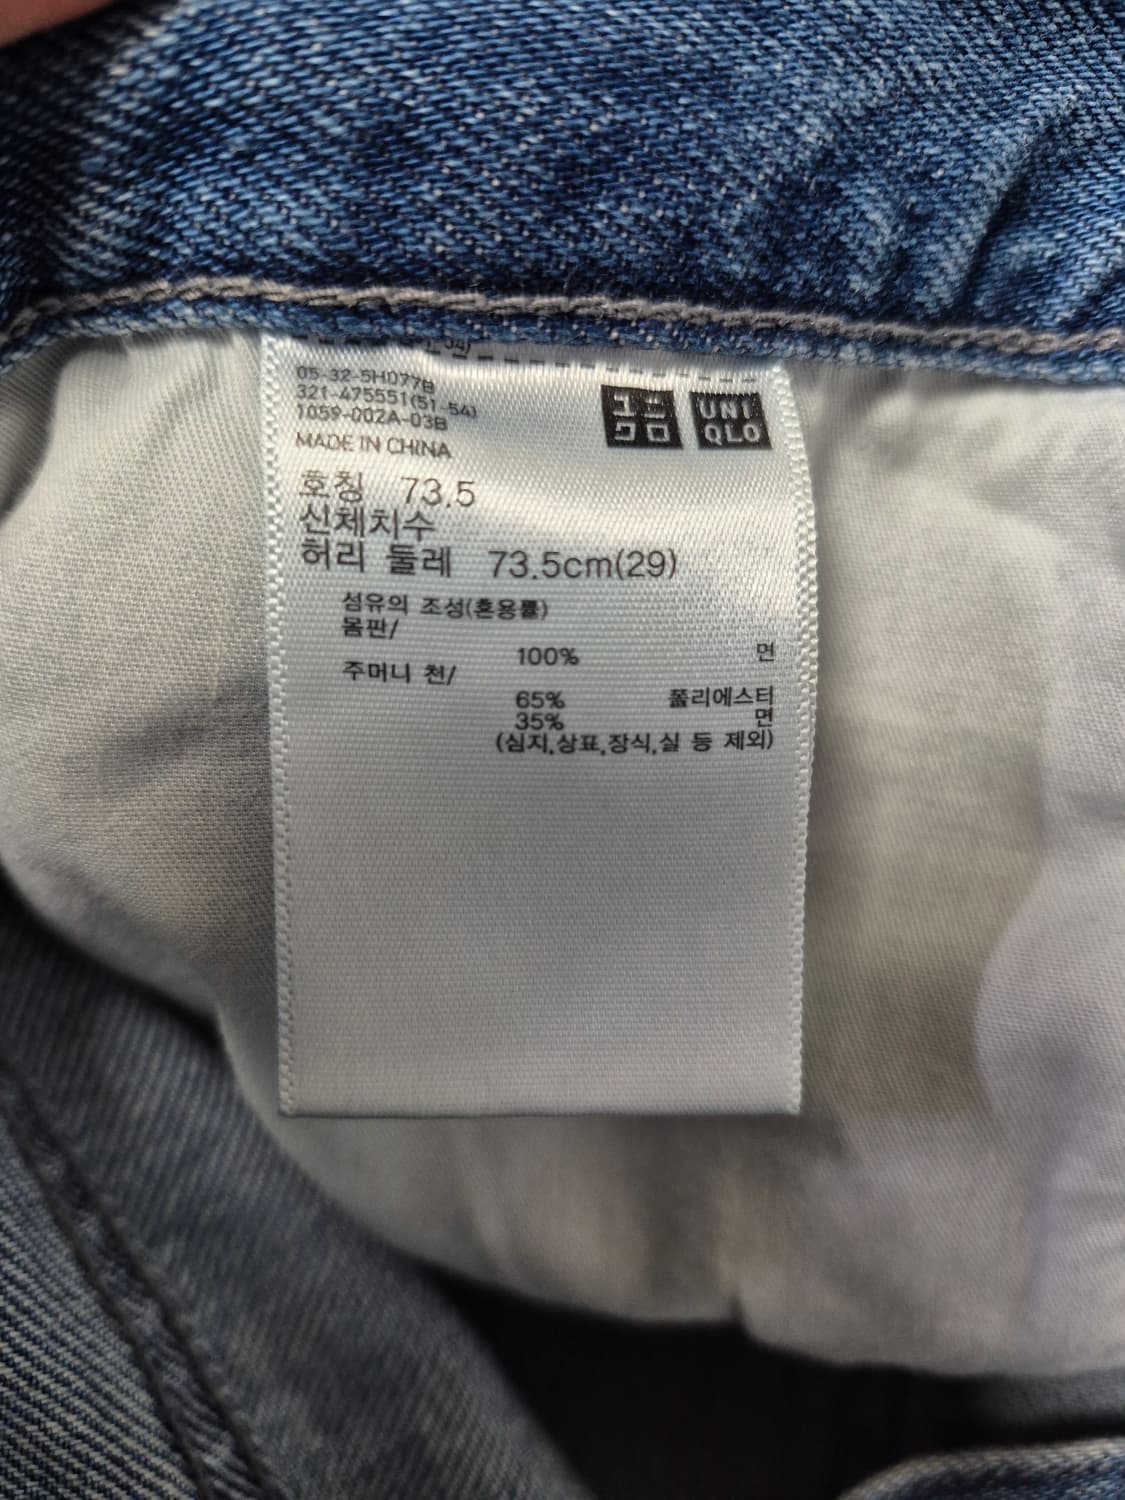 05-32-5H077B
321-475551(51-54)
1059-002A-03B
MADE IN CHINA
ユニ
クロ
UNI
QLO
호칭 73.5
신체치수
허리 둘레 73.5cm(29)
섬유의 조성(혼용률)
몸판/
100% 면
주머니 천/
65% 폴리에스터
35% 면
(심지,상표,장식,실 등 제외)